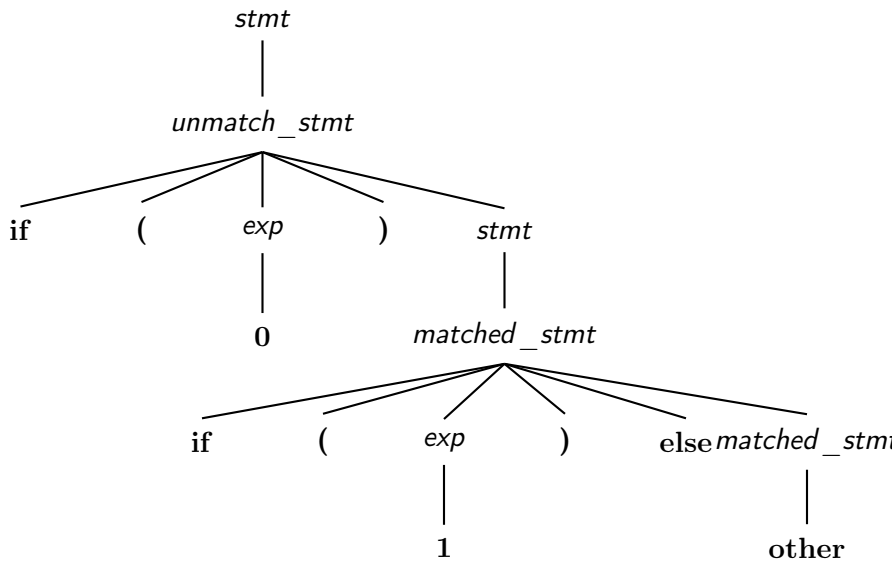 stmt
unmatch_stmt
if ( exp ) stmt
0 matched_stmt
if ( exp ) else matched_stmt
1 other